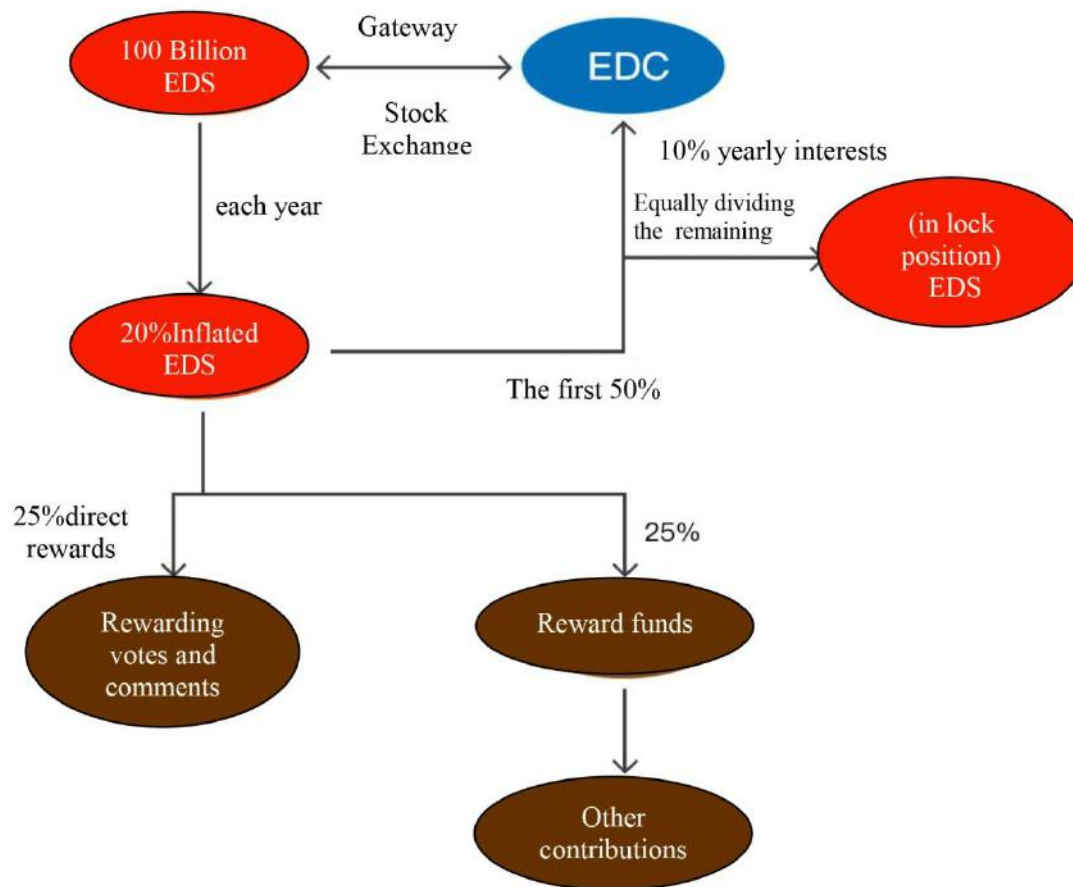 100 Billion
EDS
Gateway
Stock
Exchange
EDC
10% yearly interests
Equally dividing
the remaining
(in lock
position)
EDS
each year
20%Inflated
EDS
The first 50%
25%direct
rewards
25%
Rewarding
votes and
comments
Reward funds
Other
contributions